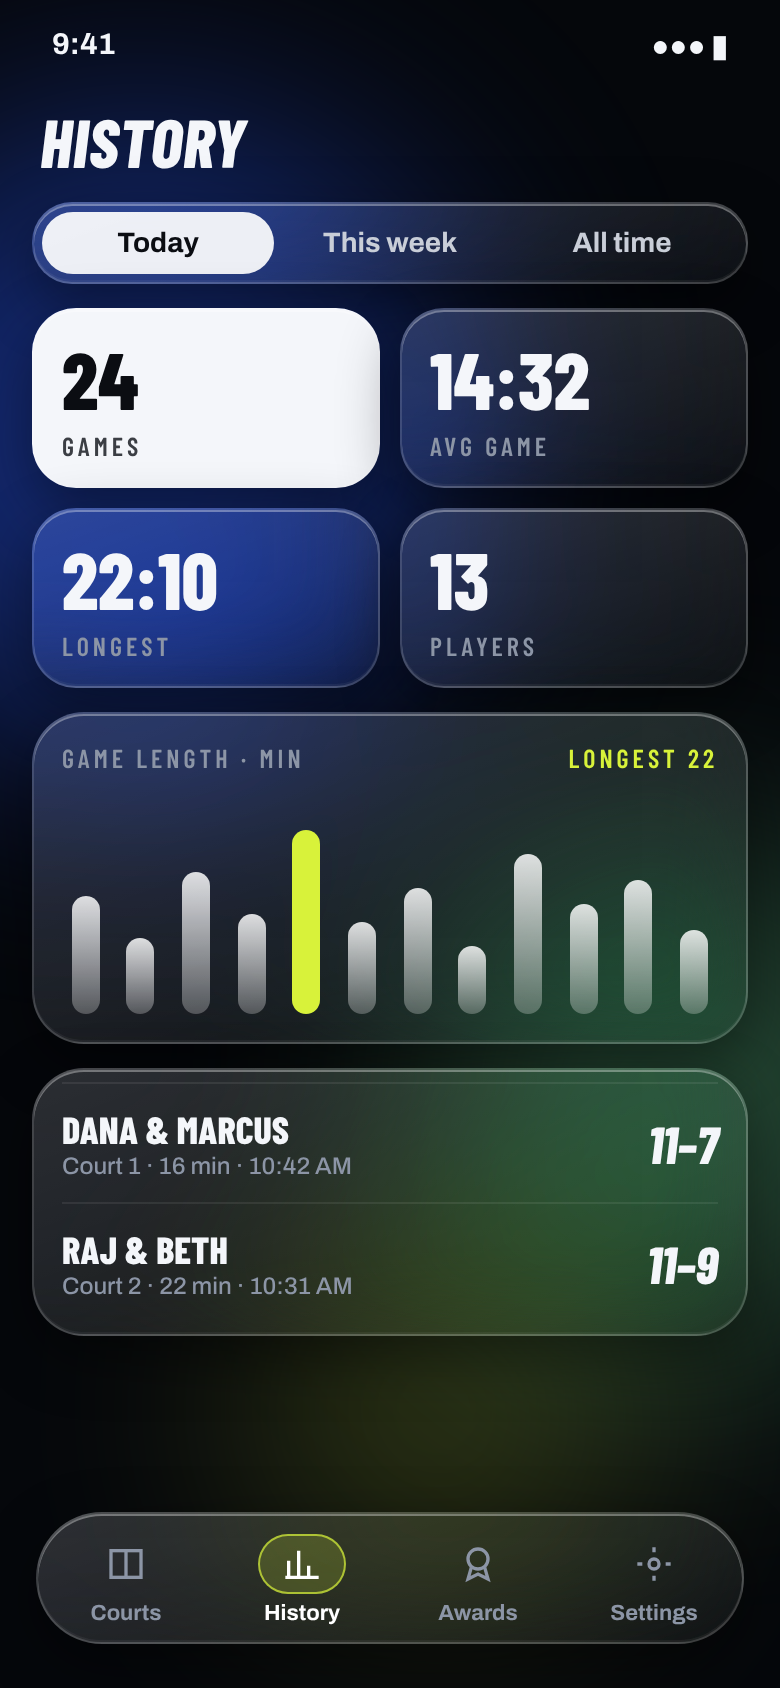 9:41
HISTORY
Today This week All time
24
GAMES
14:32
AVG GAME
22:10
LONGEST
13
PLAYERS
GAME LENGTH · MIN LONGEST 22
DANA & MARCUS
Court 1 · 16 min · 10:42 AM
11–7
RAJ & BETH
Court 2 · 22 min · 10:31 AM
11–9
Courts History Awards Settings